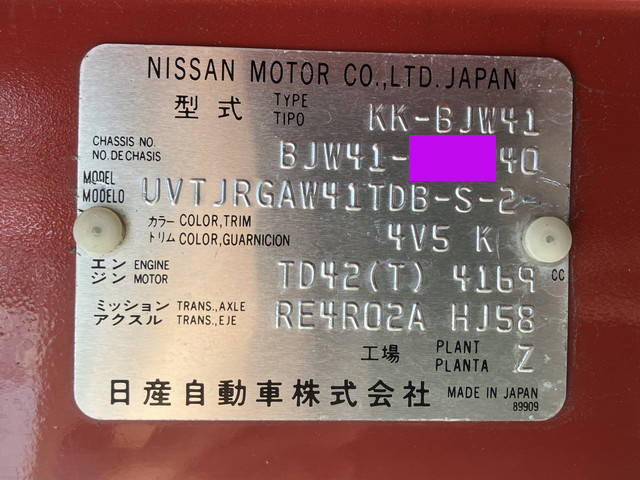 NISSAN MOTOR CO.,LTD.JAPAN
型式 TYPE TIPO KK-BJW41
CHASSIS NO. NO.DE CHASIS BJW41- 40
MODEL MODELO UVTJRGAW41TDB-S-2-
カラー COLOR,TRIM
トリム COLOR,GUARNICION 4V5 K
エンジン ENGINE MOTOR TD42(T) 4169 CC
ミッション TRANS.,AXLE
アクスル TRANS.,EJE RE4R02A HJ58
工場 PLANT PLANTA Z
日産自動車株式会社 MADE IN JAPAN
89909